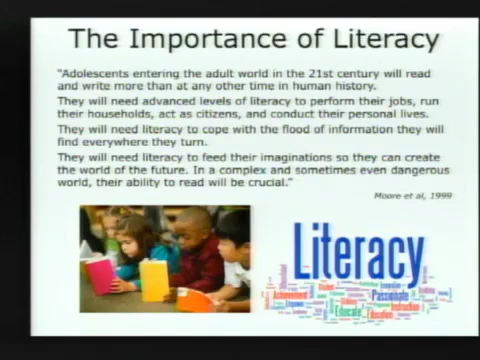 The Importance of Literacy
“Adolescents entering the adult world in the 21st century will read
and write more than at any other time in human history.
They will need advanced levels of literacy to perform their jobs, run
their households, act as citizens, and conduct their personal lives.
They will need literacy to cope with the flood of information they will
find everywhere they turn.
They will need literacy to feed their imaginations so they can create
the world of the future. In a complex and sometimes even dangerous
world, their ability to read will be crucial.”
Moore et al, 1999
Literacy
Achievement
Passionate
Educate
Education
Instruction